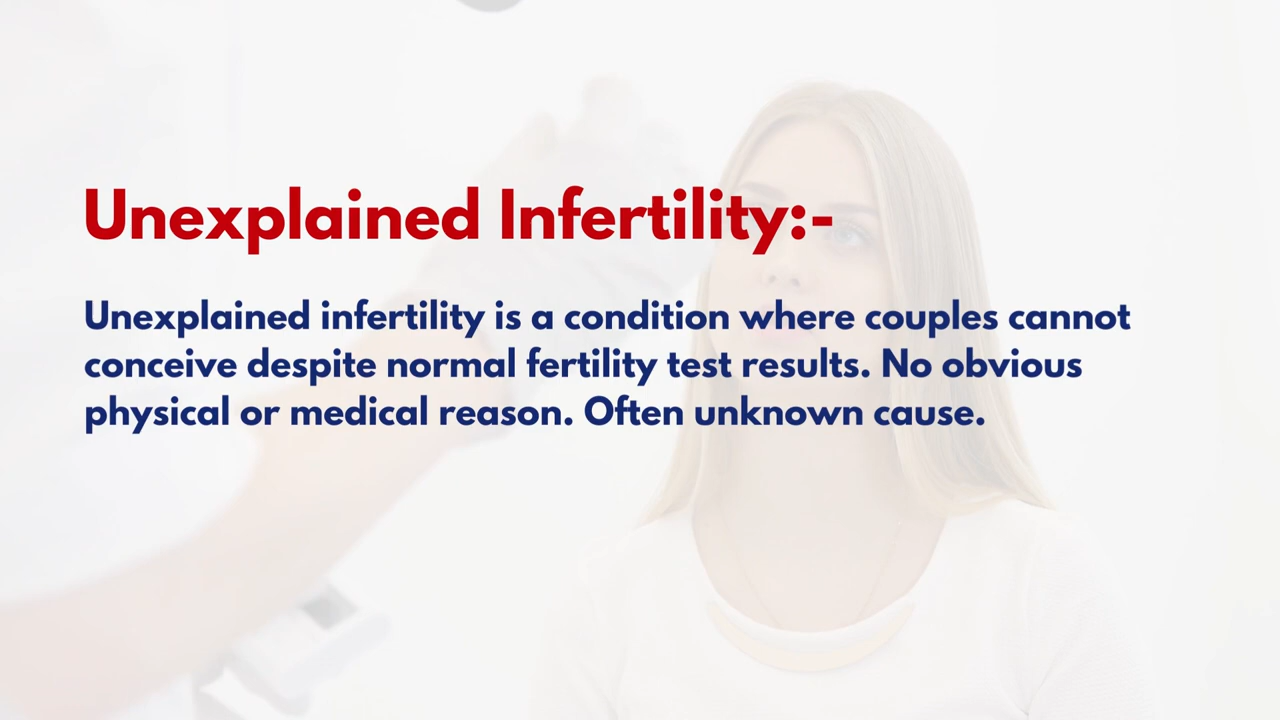 Unexplained Infertility:-
Unexplained infertility is a condition where couples cannot
conceive despite normal fertility test results. No obvious
physical or medical reason. Often unknown cause.